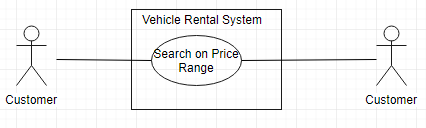 Vehicle Rental System
Search on Price
Range
Customer
Customer